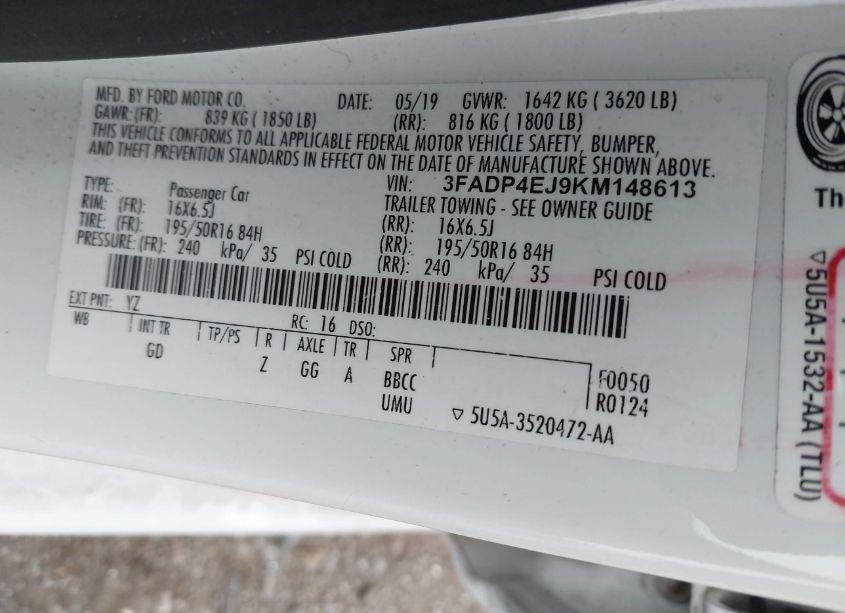 MFD. BY FORD MOTOR CO. DATE: 05/19 GVWR: 1642 KG ( 3620 LB)
GAWR: (FR): 839 KG ( 1850 LB) (RR): 816 KG ( 1800 LB)
THIS VEHICLE CONFORMS TO ALL APPLICABLE FEDERAL MOTOR VEHICLE SAFETY, BUMPER,
AND THEFT PREVENTION STANDARDS IN EFFECT ON THE DATE OF MANUFACTURE SHOWN ABOVE.
TYPE: Passenger Car VIN: 3FADP4EJ9KM148613
TRAILER TOWING - SEE OWNER GUIDE
RIM: (FR): 16X6.5J (RR): 16X6.5J
TIRE: (FR): 195/50R16 84H (RR): 195/50R16 84H
PRESSURE: (FR): 240 kPa/ 35 PSI COLD (RR): 240 kPa/ 35 PSI COLD
EXT PNT: YZ RC: 16 DSO:
WB INT TR TP/PS R AXLE TR SPR
GD Z GG A BBCC F0050
UMU R0124
▽ 5U5A-3520472-AA
Th
▽ 5U5A-1532-AA (TLU)